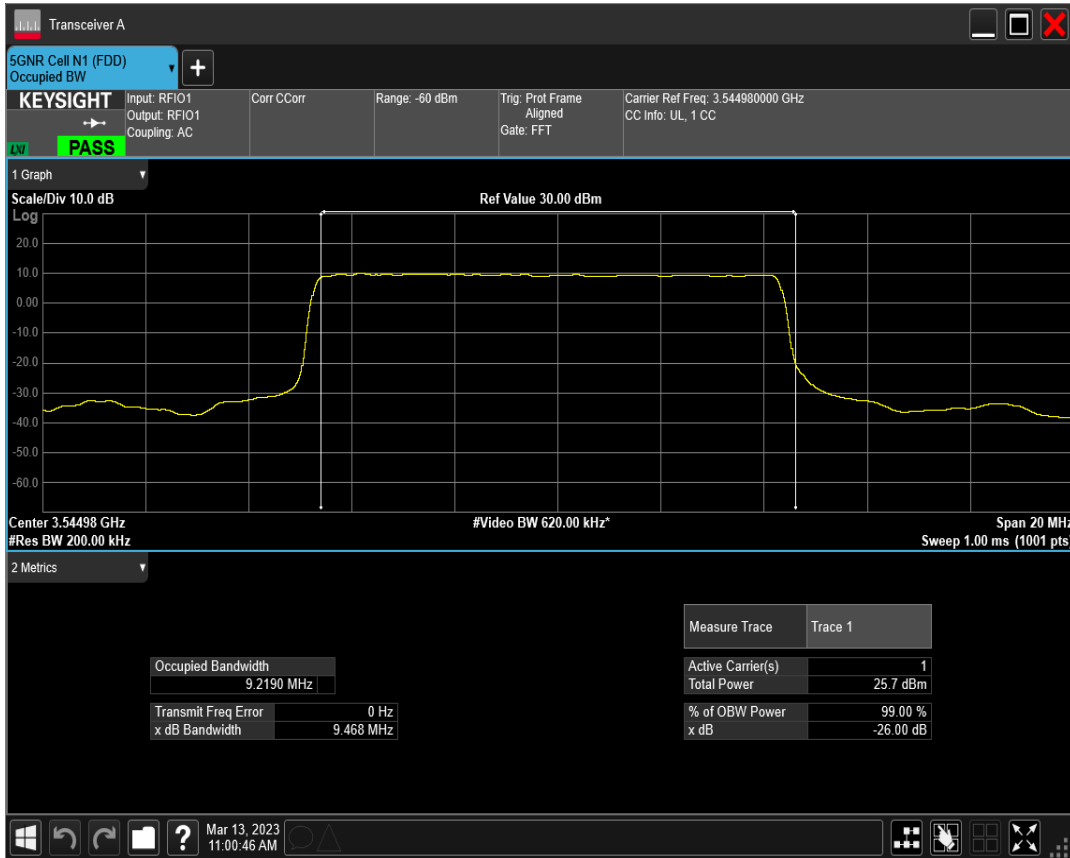 Transceiver A
5GNR Cell N1 (FDD)
Occupied BW
KEYSIGHT
LXI
PASS
Input: RFIO1
Output: RFIO1
Coupling: AC
Corr CCorr
Range: -60 dBm
Trig: Prot Frame
Aligned
Gate: FFT
Carrier Ref Freq: 3.544980000 GHz
CC Info: UL, 1 CC
1 Graph
Scale/Div 10.0 dB
Ref Value 30.00 dBm
Log
20.0
10.0
0.00
-10.0
-20.0
-30.0
-40.0
-50.0
-60.0
Center 3.54498 GHz
#Video BW 620.00 kHz*
Span 20 MHz
#Res BW 200.00 kHz
Sweep 1.00 ms (1001 pts)
2 Metrics
Measure Trace Trace 1
Occupied Bandwidth
9.2190 MHz
Active Carrier(s) 1
Total Power 25.7 dBm
Transmit Freq Error 0 Hz
x dB Bandwidth 9.468 MHz
% of OBW Power 99.00 %
x dB -26.00 dB
?
Mar 13, 2023
11:00:46 AM